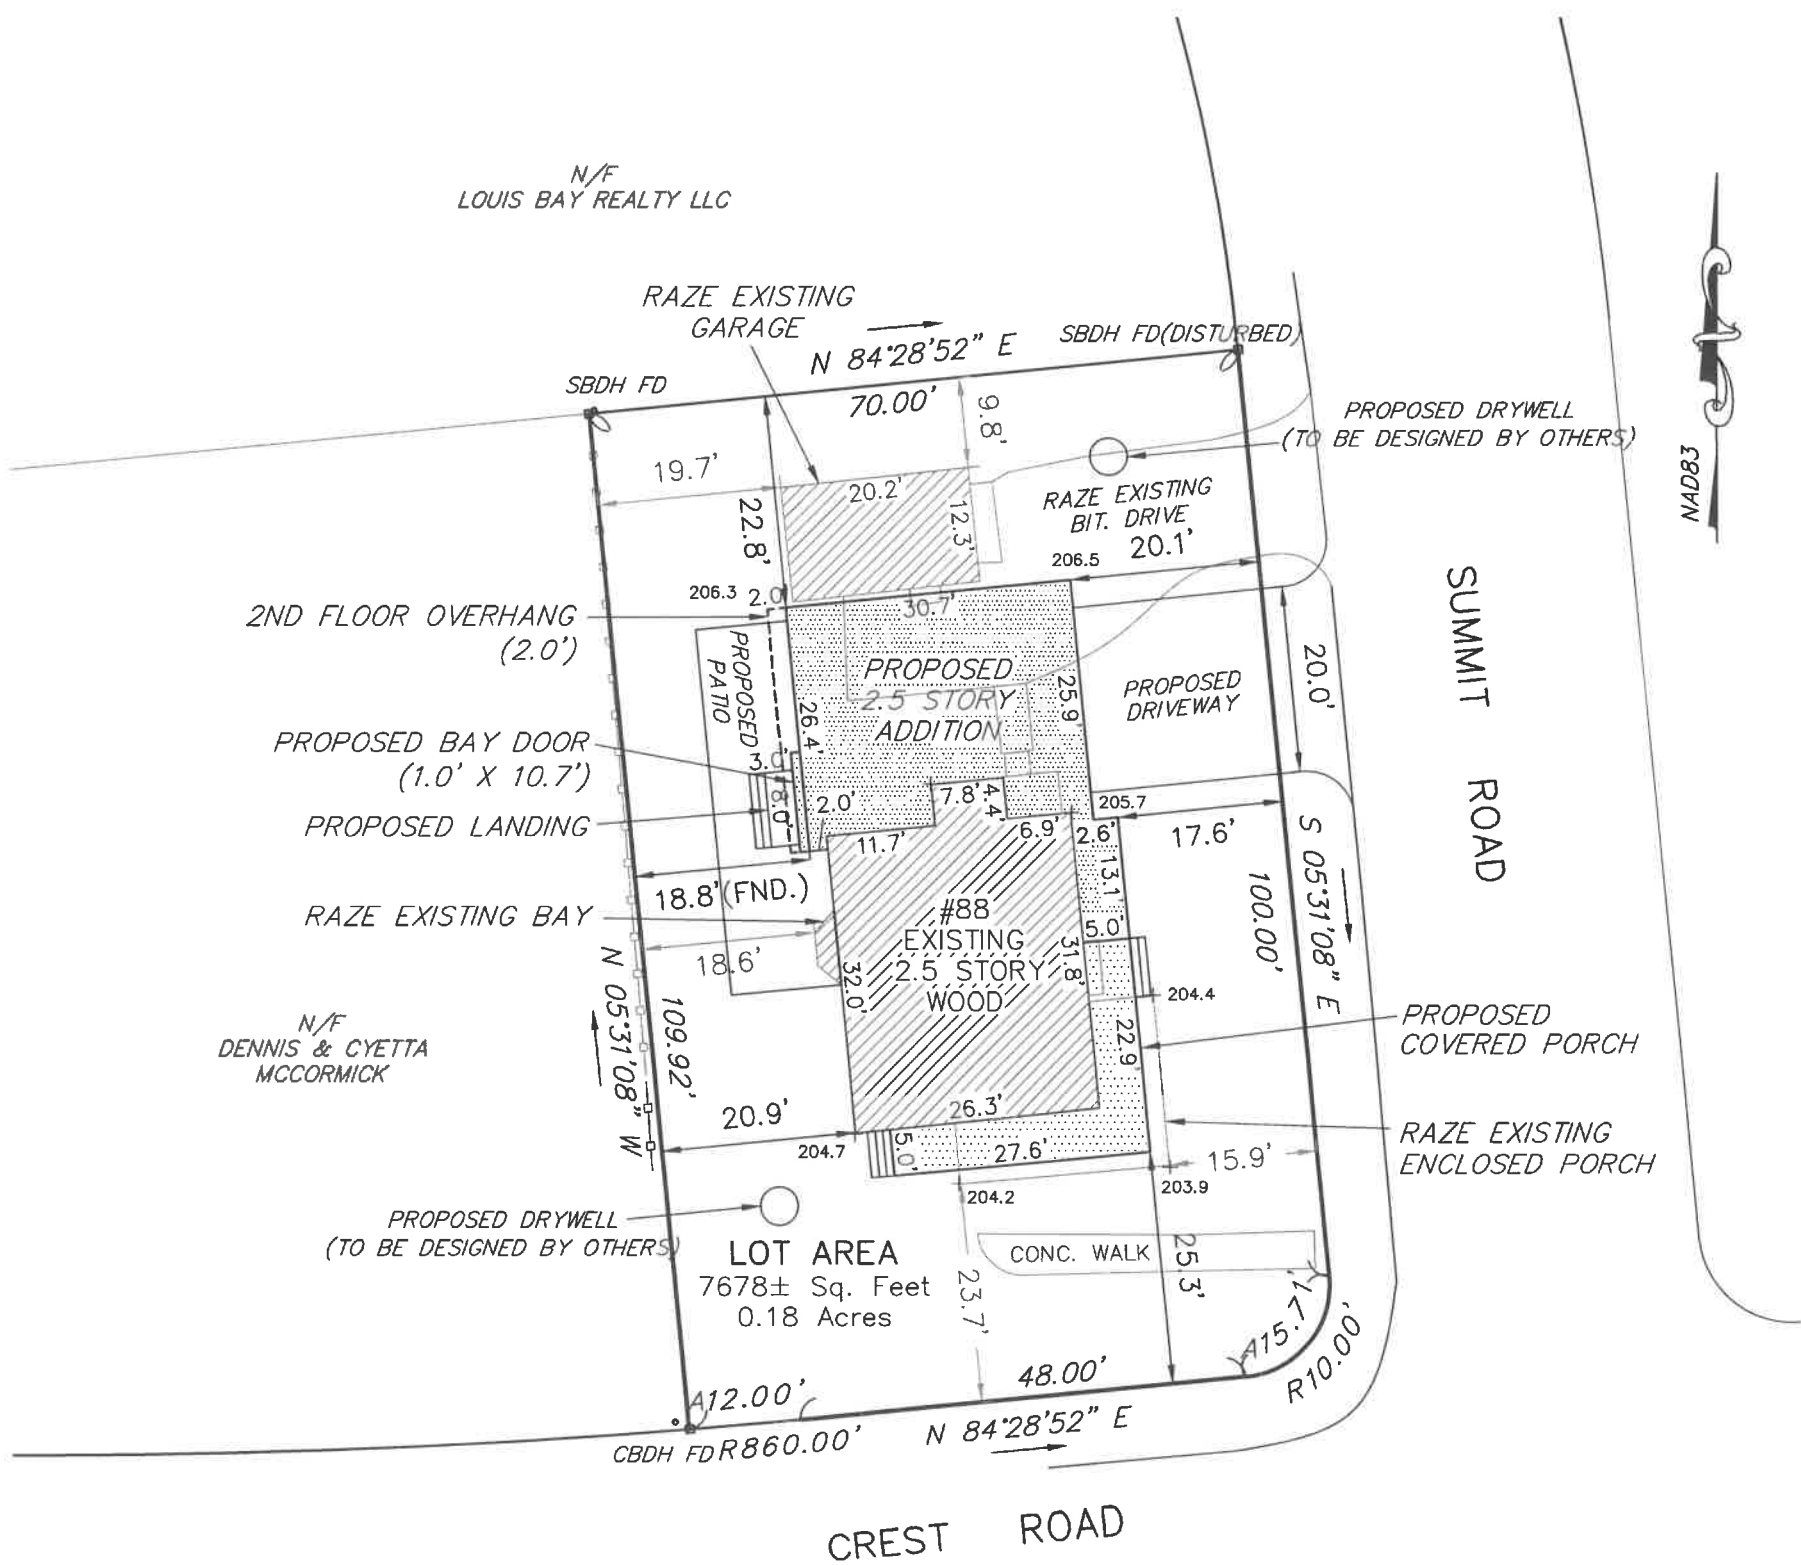 N/F
LOUIS BAY REALTY LLC
RAZE EXISTING
GARAGE
N 84°28'52" E
SBDH FD(DISTURBED)
SBDH FD
70.00'
9.8'
PROPOSED DRYWELL
(TO BE DESIGNED BY OTHERS)
NAD83
19.7'
20.2'
22.8'
12.3'
RAZE EXISTING
BIT. DRIVE
20.1'
206.5
206.3
2.0'
30.7'
2ND FLOOR OVERHANG
(2.0')
PROPOSED
PATIO
PROPOSED
2.5 STORY
ADDITION
26.4'
25.9'
PROPOSED
DRIVEWAY
20.0'
SUMMIT ROAD
PROPOSED BAY DOOR
(1.0' X 10.7')
3.0'
8.0'
2.0'
7.8'
4.4'
205.7
PROPOSED LANDING
11.7'
6.9'
2.6'
17.6'
13.1'
18.8'(FND.)
RAZE EXISTING BAY
18.6'
#88
EXISTING
2.5 STORY
WOOD
5.0'
32.0'
31.8'
100.00'
S 05°31'08" E
204.4
N/F
DENNIS & CYETTA
MCCORMICK
N 05°31'08" W
109.92'
22.9'
PROPOSED
COVERED PORCH
20.9'
26.3'
204.7
5.0'
27.6'
RAZE EXISTING
ENCLOSED PORCH
15.9'
204.2
203.9
PROPOSED DRYWELL
(TO BE DESIGNED BY OTHERS)
LOT AREA
7678± Sq. Feet
0.18 Acres
CONC. WALK
23.7'
25.3'
A15.71'
R10.00'
48.00'
A12.00'
CBDH FD
R860.00'
N 84°28'52" E
CREST ROAD